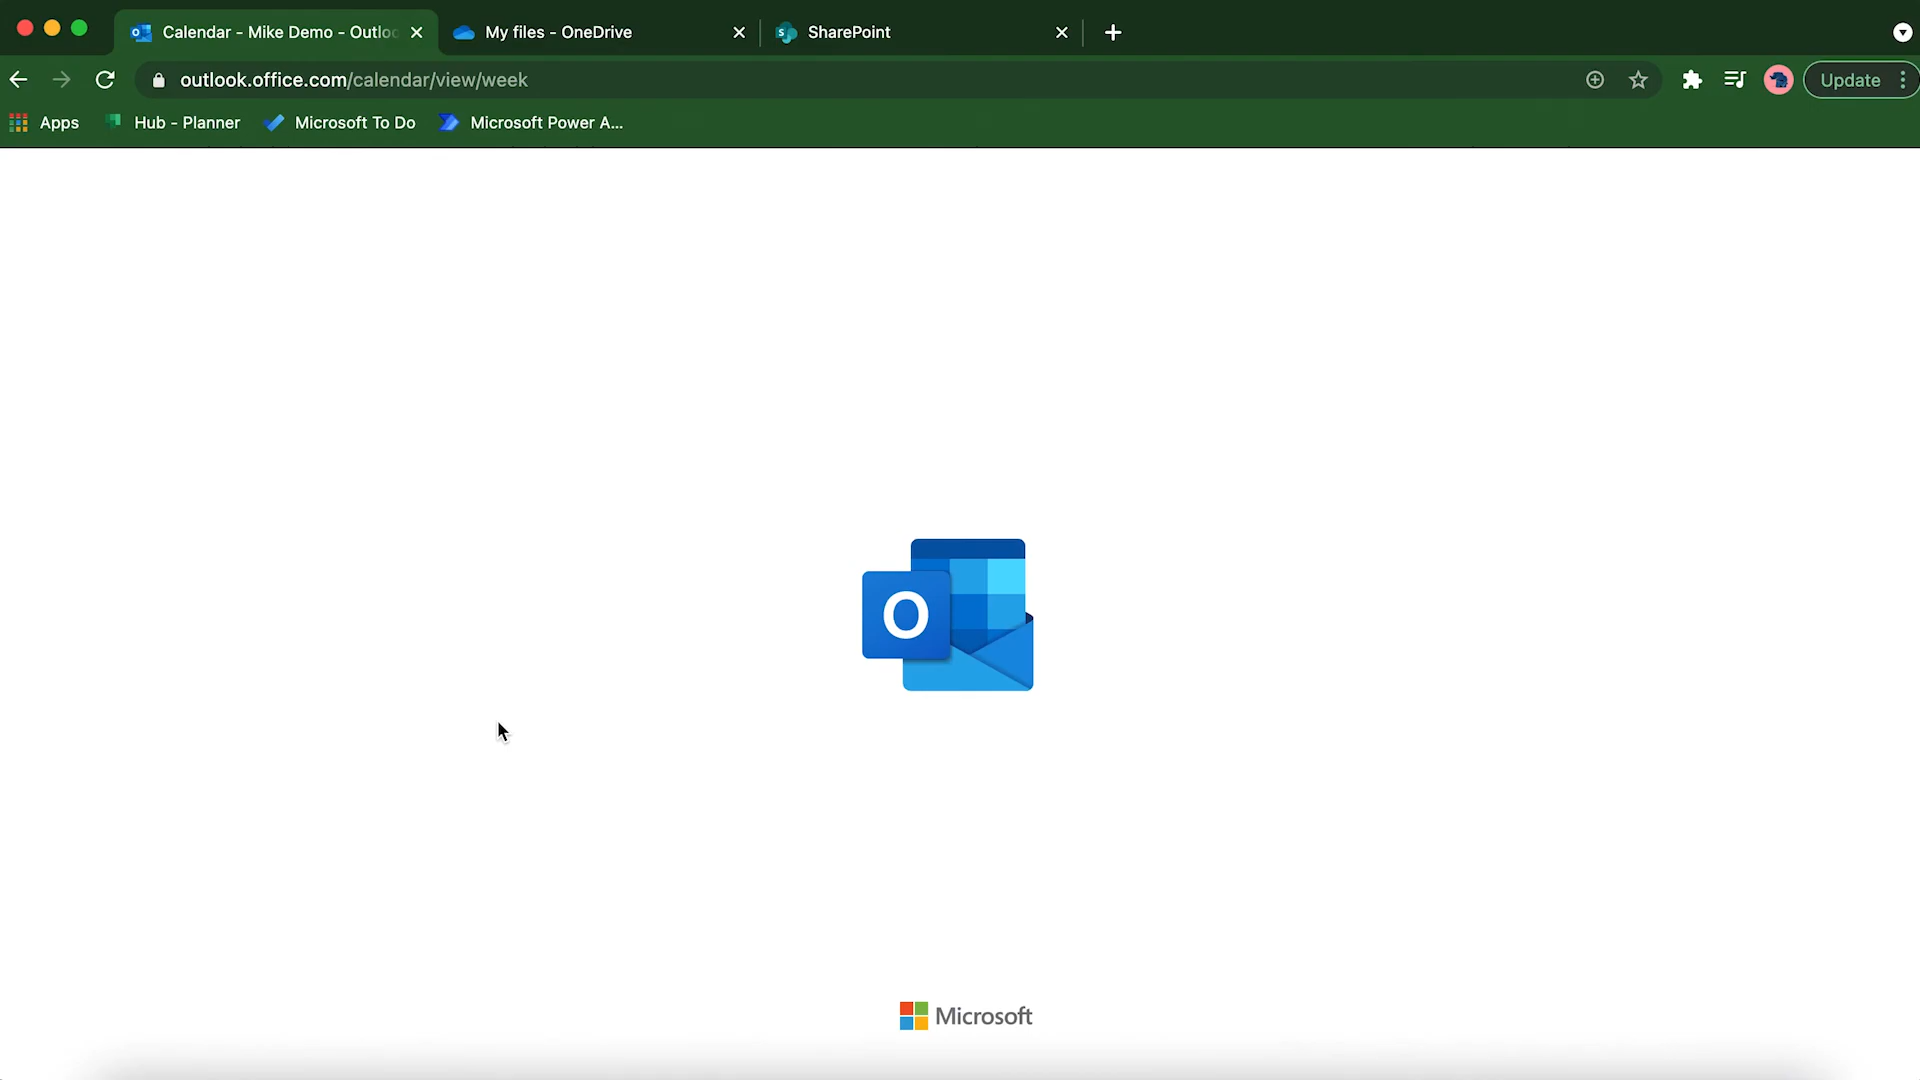 Calendar - Mike Demo - Outlo
My files - OneDrive
SharePoint
outlook.office.com/calendar/view/week
Update
Apps
Hub - Planner
Microsoft To Do
Microsoft Power A...
O
Microsoft